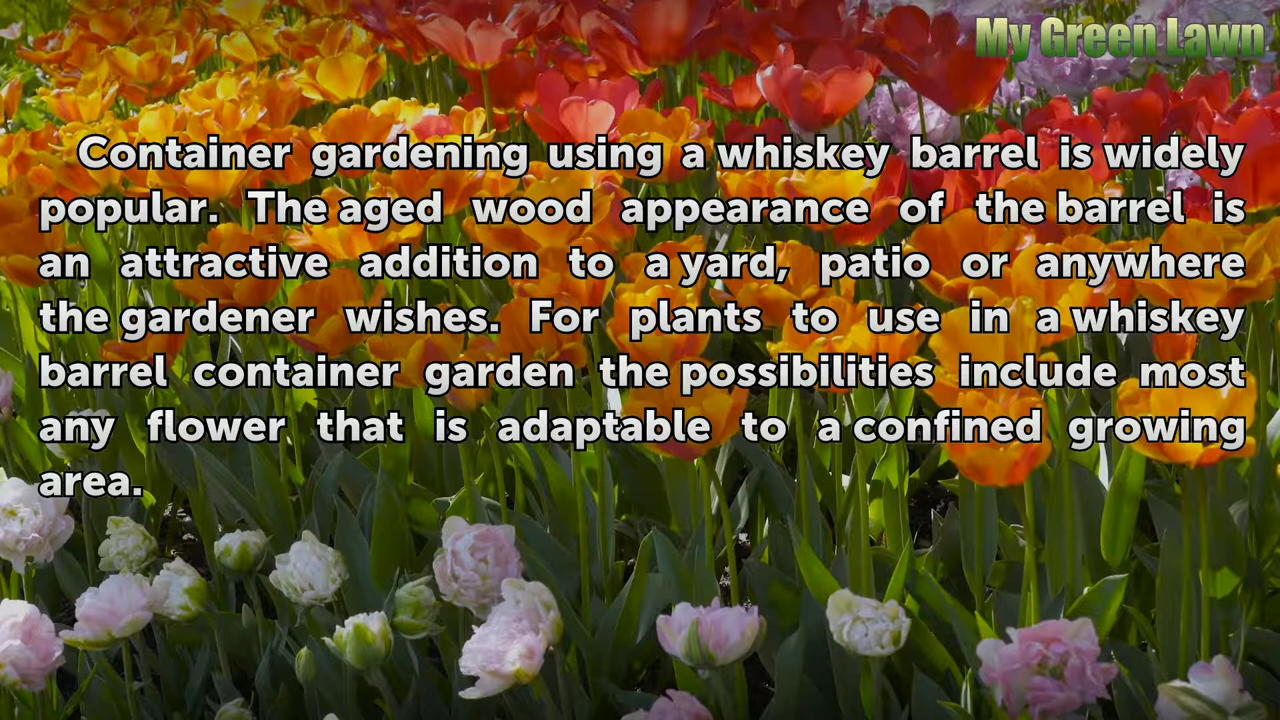 My Green Lawn
Container gardening using a whiskey barrel is widely
popular. The aged wood appearance of the barrel is
an attractive addition to a yard, patio or anywhere
the gardener wishes. For plants to use in a whiskey
barrel container garden the possibilities include most
any flower that is adaptable to a confined growing
area.